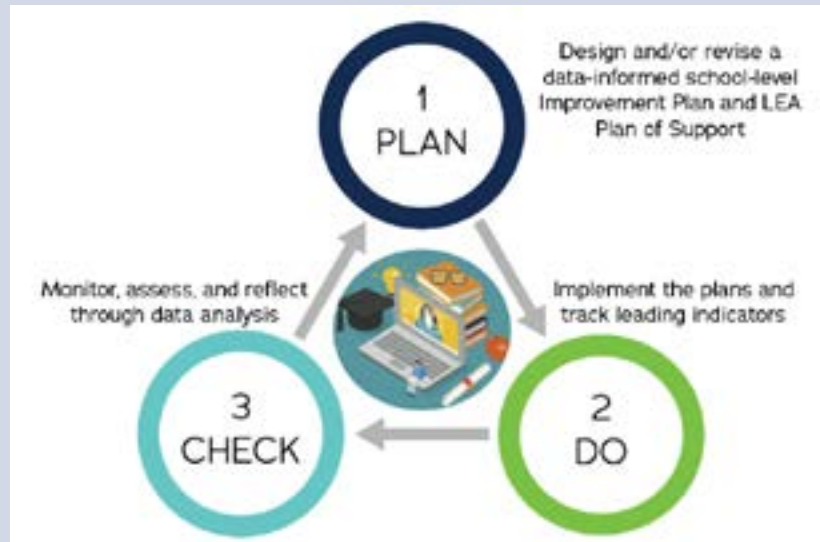 1
PLAN
Design and/or revise a
data-informed school-level
Improvement Plan and LEA
Plan of Support
Implement the plans and
track leading indicators
2
DO
Monitor, assess, and reflect
through data analysis
3
CHECK